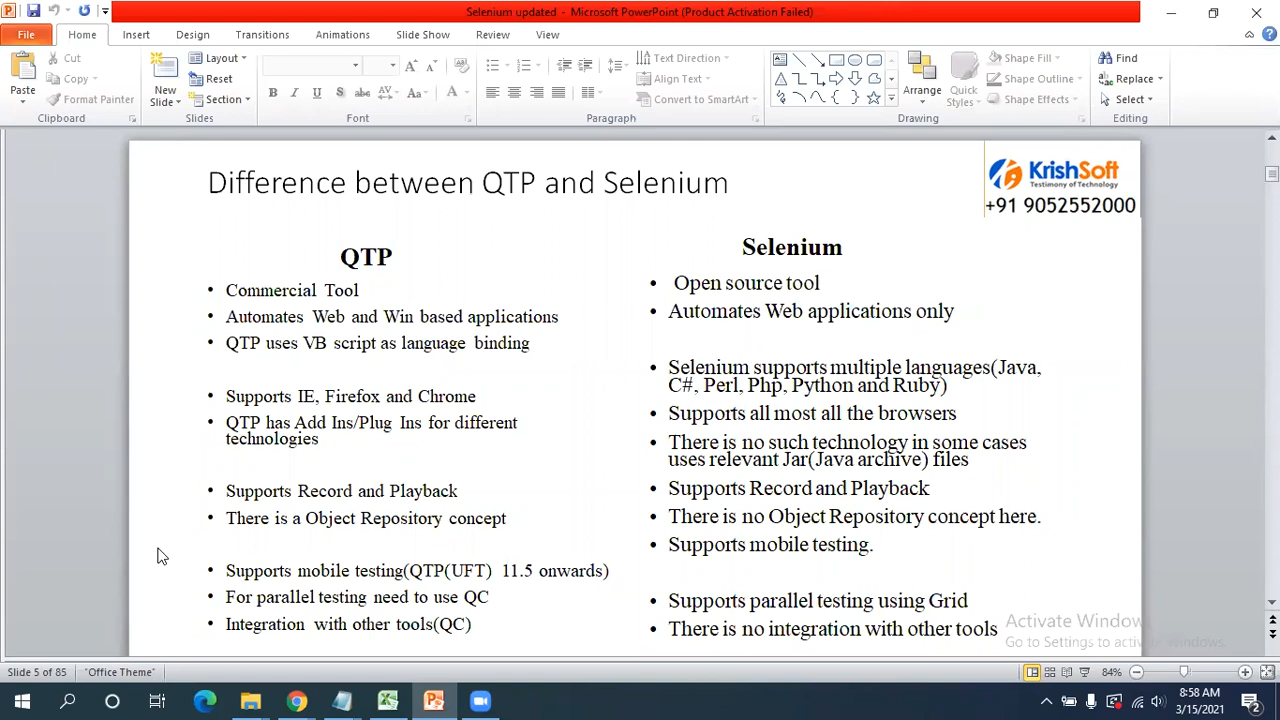 Selenium updated - Microsoft PowerPoint (Product Activation Failed)
File Home Insert Design Transitions Animations Slide Show Review View
Paste
Cut
Copy
Format Painter
Clipboard
New Slide
Layout
Reset
Section
Slides
B I U S abc AV Aa A
Font
Text Direction
Align Text
Convert to SmartArt
Paragraph
Arrange
Quick Styles
Shape Fill
Shape Outline
Shape Effects
Drawing
Find
Replace
Select
Editing
Difference between QTP and Selenium
KrishSoft
Testimony of Technology
+91 9052552000
QTP
• Commercial Tool
• Automates Web and Win based applications
• QTP uses VB script as language binding
• Supports IE, Firefox and Chrome
• QTP has Add Ins/Plug Ins for different
technologies
• Supports Record and Playback
• There is a Object Repository concept
• Supports mobile testing(QTP(UFT) 11.5 onwards)
• For parallel testing need to use QC
• Integration with other tools(QC)
Selenium
• Open source tool
• Automates Web applications only
• Selenium supports multiple languages(Java,
C#, Perl, Php, Python and Ruby)
• Supports all most all the browsers
• There is no such technology in some cases
uses relevant Jar(Java archive) files
• Supports Record and Playback
• There is no Object Repository concept here.
• Supports mobile testing.
• Supports parallel testing using Grid
• There is no integration with other tools
Activate Windows
Go to Settings to activate Windows.
Slide 5 of 85 "Office Theme" 84%
8:58 AM
3/15/2021
2